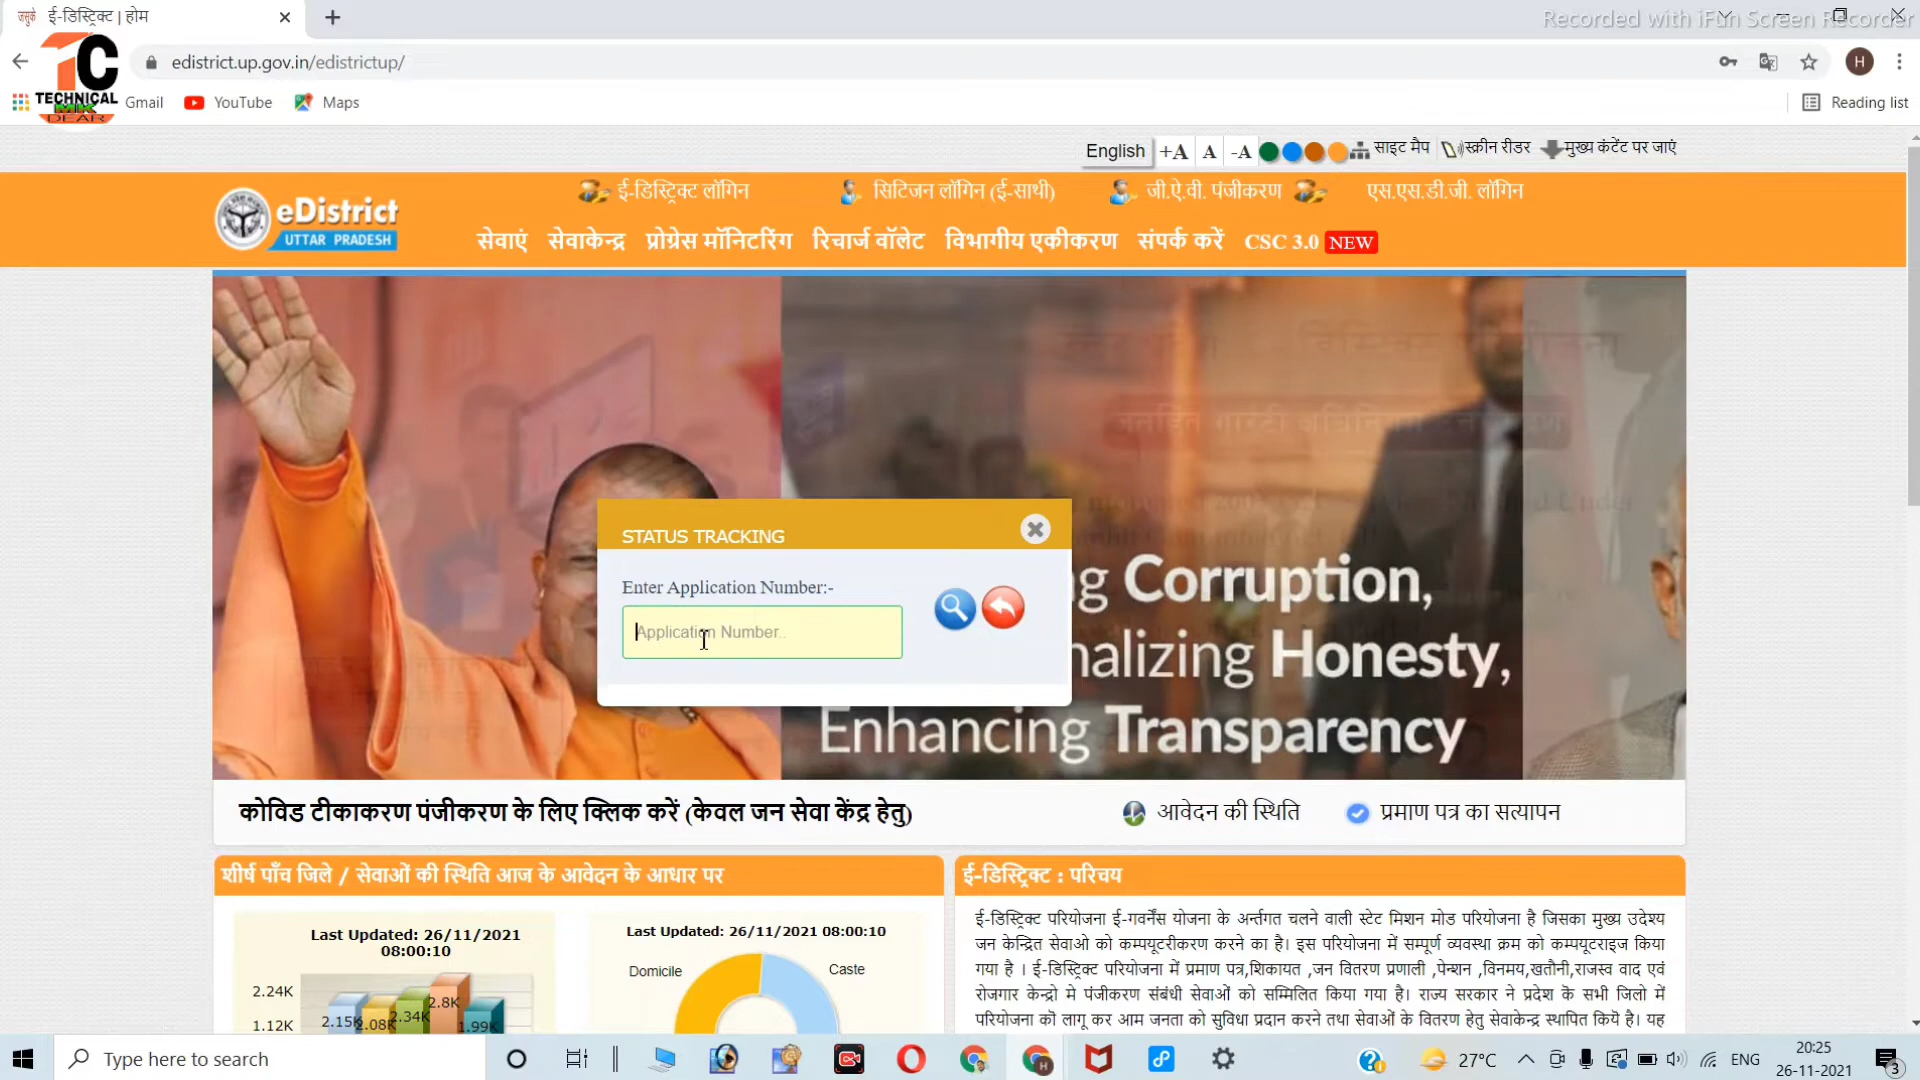 ई-डिस्ट्रिक्ट | होम
Recorded with iFun Screen Recorder
edistrict.up.gov.in/edistrictup/
TC
TECHNICAL
MK
DEAR
Gmail
YouTube
Maps
Reading list
English +A A -A साइट मैप स्क्रीन रीडर मुख्य कंटेंट पर जाएं
ई-डिस्ट्रिक्ट लॉगिन सिटिजन लॉगिन (ई-साथी) जी.ऐ.वी. पंजीकरण एस.एस.डी.जी. लॉगिन
eDistrict
UTTAR PRADESH
सेवाएं सेवाकेन्द्र प्रोग्रेस मॉनिटरिंग रिचार्ज वॉलेट विभागीय एकीकरण संपर्क करें CSC 3.0 NEW
STATUS TRACKING
Enter Application Number:-
Application Number..
ng Corruption,
nalizing Honesty,
Enhancing Transparency
कोविड टीकाकरण पंजीकरण के लिए क्लिक करें (केवल जन सेवा केंद्र हेतु)
आवेदन की स्थिति
प्रमाण पत्र का सत्यापन
शीर्ष पाँच जिले / सेवाओं की स्थिति आज के आवेदन के आधार पर
Last Updated: 26/11/2021
08:00:10
2.24K
1.12K
2.15K
2.08K
2.34K
2.8K
1.99K
Last Updated: 26/11/2021 08:00:10
Domicile
Caste
ई-डिस्ट्रिक्ट : परिचय
ई-डिस्ट्रिक्ट परियोजना ई-गवर्नेंस योजना के अर्न्तगत चलने वाली स्टेट मिशन मोड परियोजना है जिसका मुख्य उदेश्य
जन केन्द्रित सेवाओ को कम्पयूटरीकरण करने का है। इस परियोजना में सम्पूर्ण व्यवस्था क्रम को कम्पयूटराइज किया
गया है । ई-डिस्ट्रिक्ट परियोजना में प्रमाण पत्र,शिकायत ,जन वितरण प्रणाली ,पेन्शन ,विनमय,खतौनी,राजस्व वाद एवं
रोजगार केन्द्रो मे पंजीकरण संबंधी सेवाओं को सम्मिलित किया गया है। राज्य सरकार ने प्रदेश कॆ सभी जिलो में
परियोजना कॊ लागू कर आम जनता को सुविधा प्रदान करने तथा सेवाओं के वितरण हेतु सेवाकेन्द्र स्थापित कियॆ है। यह
Type here to search
27°C
ENG
20:25
26-11-2021
3